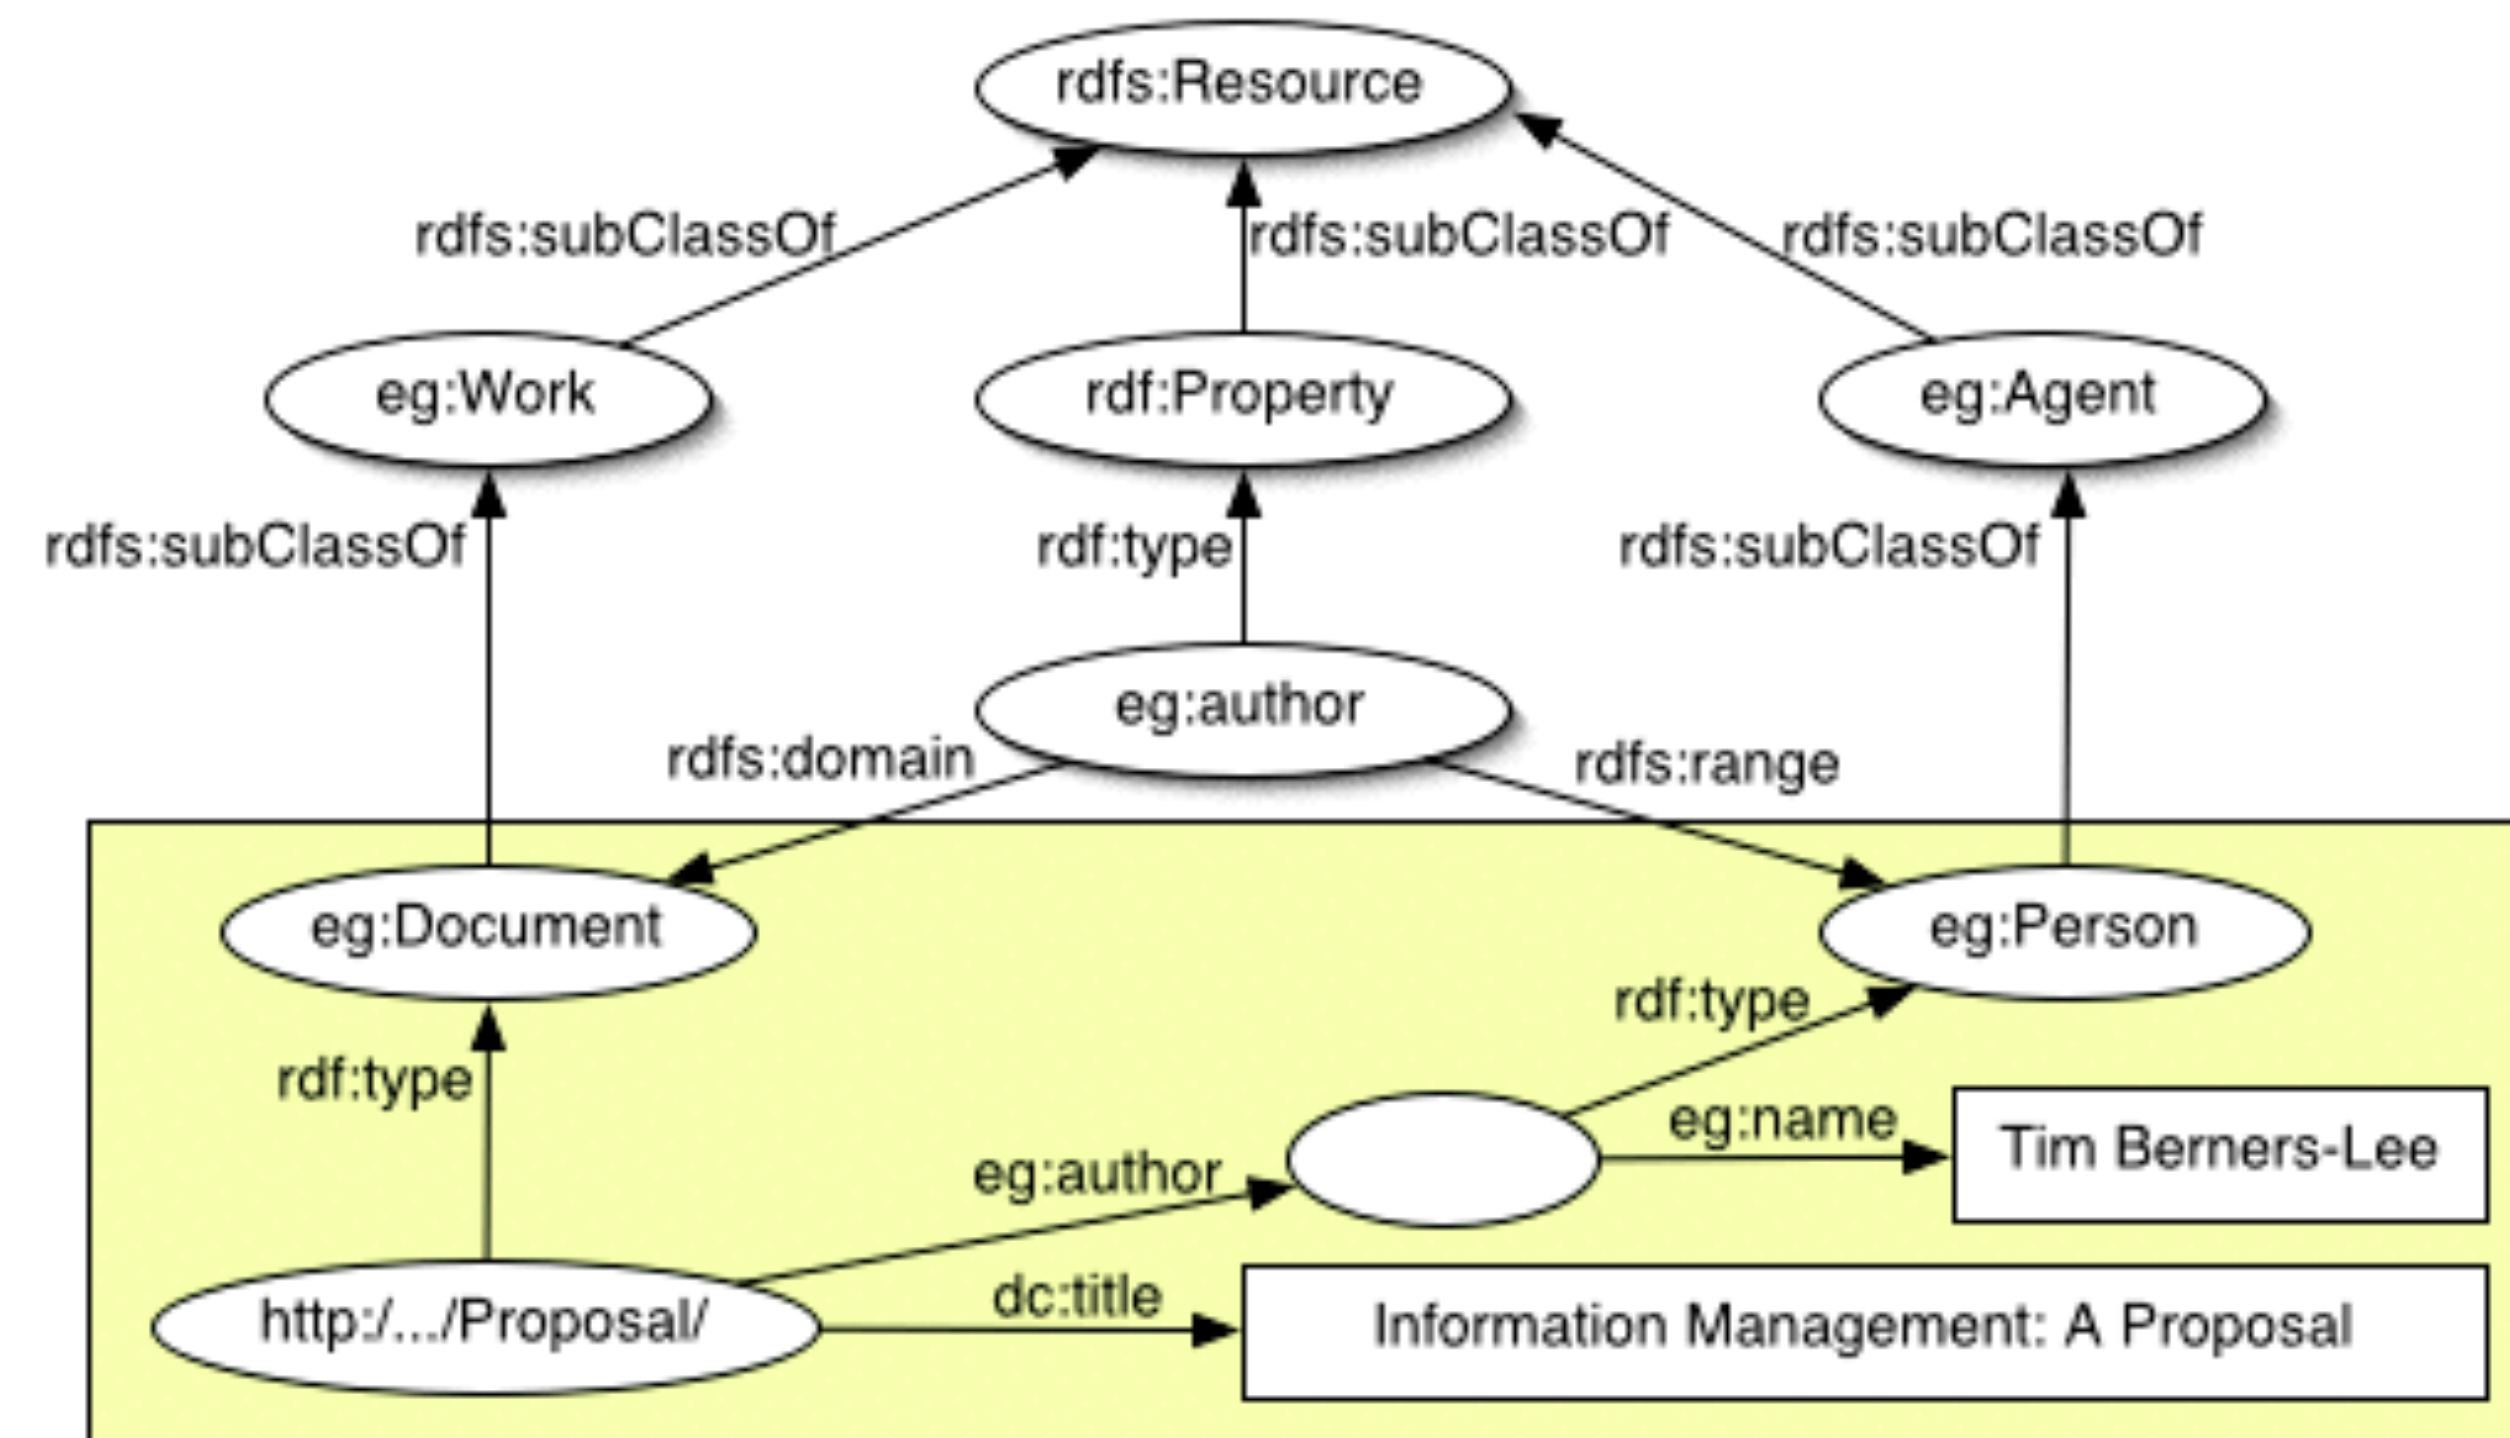 rdfs:Resource
rdfs:subClassOf
rdfs:subClassOf
rdfs:subClassOf
eg:Work
rdf:Property
eg:Agent
rdfs:subClassOf
rdf:type
rdfs:subClassOf
eg:author
rdfs:domain
rdfs:range
eg:Document
eg:Person
rdf:type
rdf:type
eg:name
Tim Berners-Lee
eg:author
dc:title
http:/.../Proposal/
Information Management: A Proposal